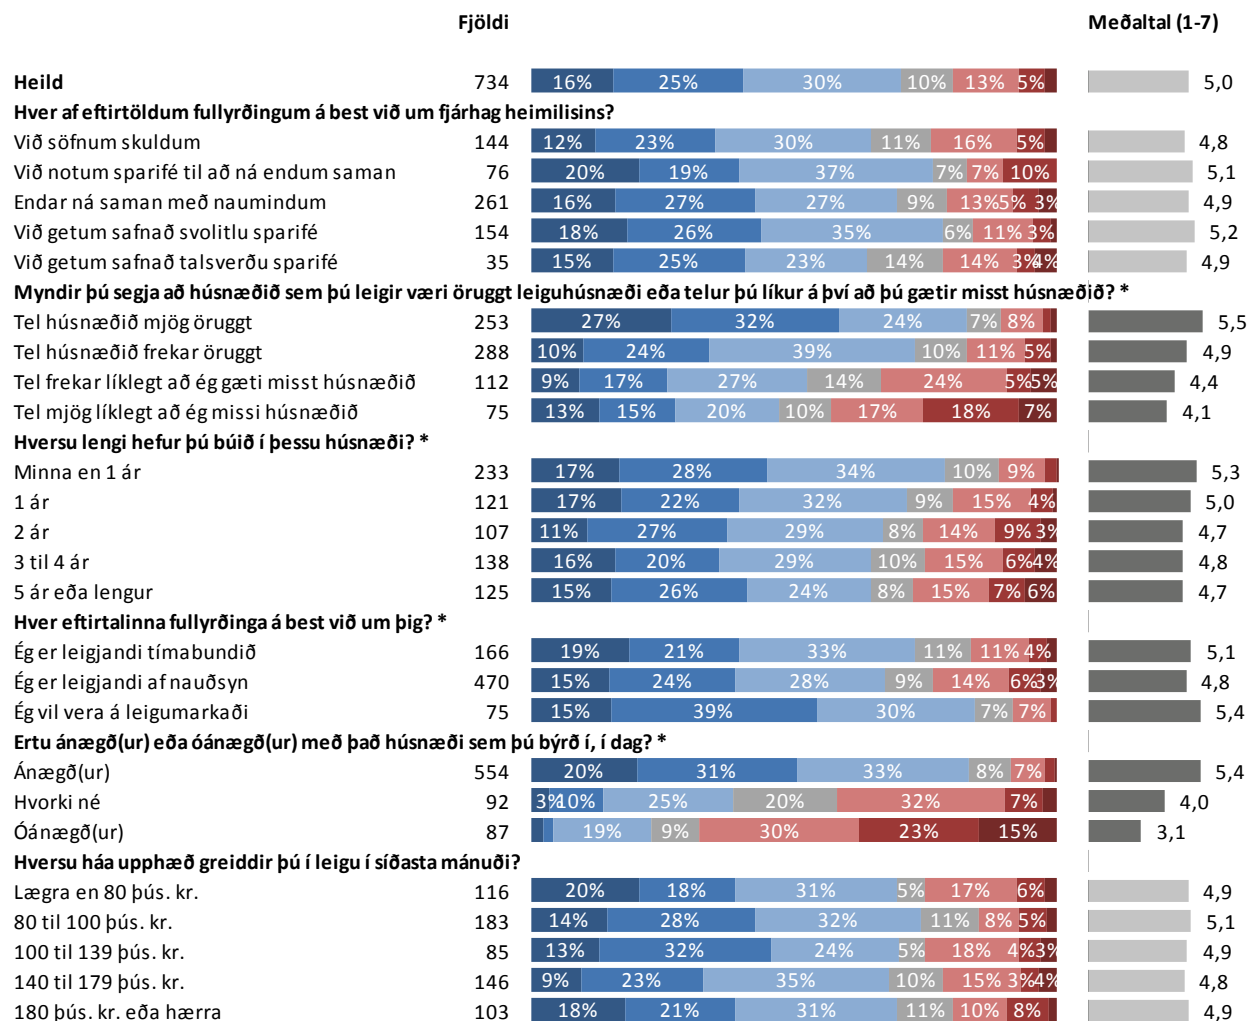 Fjöldi Meðaltal (1-7)
Heild 734 16% 25% 30% 10% 13% 5% 5,0
Hver af eftirtöldum fullyrðingum á best við um fjárhag heimilisins?
Við söfnum skuldum 144 12% 23% 30% 11% 16% 5% 4,8
Við notum sparifé til að ná endum saman 76 20% 19% 37% 7% 7% 10% 5,1
Endar ná saman með naumindum 261 16% 27% 27% 9% 13% 5% 3% 4,9
Við getum safnað svolitlu sparifé 154 18% 26% 35% 6% 11% 3% 5,2
Við getum safnað talsverðu sparifé 35 15% 25% 23% 14% 14% 3% 4% 4,9
Myndir þú segja að húsnæðið sem þú leigir væri öruggt leiguhúsnæði eða telur þú líkur á því að þú gætir misst húsnæðið? *
Tel húsnæðið mjög öruggt 253 27% 32% 24% 7% 8% 5,5
Tel húsnæðið frekar öruggt 288 10% 24% 39% 10% 11% 5% 4,9
Tel frekar líklegt að ég gæti misst húsnæðið 112 9% 17% 27% 14% 24% 5% 5% 4,4
Tel mjög líklegt að ég missi húsnæðið 75 13% 15% 20% 10% 17% 18% 7% 4,1
Hversu lengi hefur þú búið í þessu húsnæði? *
Minna en 1 ár 233 17% 28% 34% 10% 9% 5,3
1 ár 121 17% 22% 32% 9% 15% 4% 5,0
2 ár 107 11% 27% 29% 8% 14% 9% 3% 4,7
3 til 4 ár 138 16% 20% 29% 10% 15% 6% 4% 4,8
5 ár eða lengur 125 15% 26% 24% 8% 15% 7% 6% 4,7
Hver eftirtalinna fullyrðinga á best við um þig? *
Ég er leigjandi tímabundið 166 19% 21% 33% 11% 11% 4% 5,1
Ég er leigjandi af nauðsyn 470 15% 24% 28% 9% 14% 6% 3% 4,8
Ég vil vera á leigumarkaði 75 15% 39% 30% 7% 7% 5,4
Ertu ánægð(ur) eða óánægð(ur) með það húsnæði sem þú býrð í, í dag? *
Ánægð(ur) 554 20% 31% 33% 8% 7% 5,4
Hvorki né 92 3% 10% 25% 20% 32% 7% 4,0
Óánægð(ur) 87 19% 9% 30% 23% 15% 3,1
Hversu háa upphæð greiddir þú í leigu í síðasta mánuði?
Lægra en 80 þús. kr. 116 20% 18% 31% 5% 17% 6% 4,9
80 til 100 þús. kr. 183 14% 28% 32% 11% 8% 5% 5,1
100 til 139 þús. kr. 85 13% 32% 24% 5% 18% 4% 3% 4,9
140 til 179 þús. kr. 146 9% 23% 35% 10% 15% 3% 4% 4,8
180 þús. kr. eða hærra 103 18% 21% 31% 11% 10% 8% 4,9